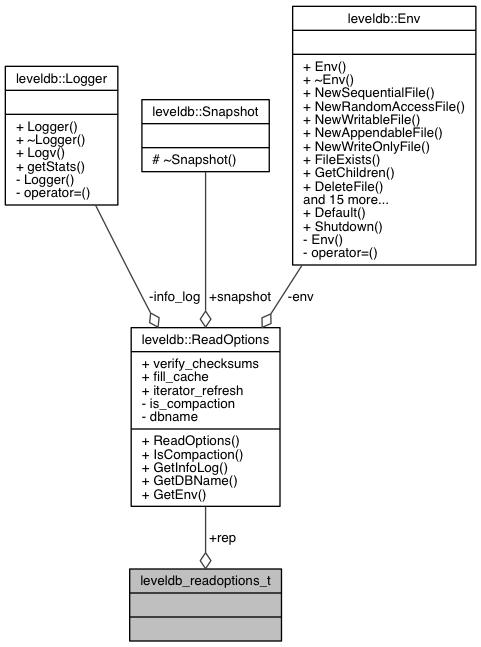 leveldb::Env
+ Env()
+ ~Env()
+ NewSequentialFile()
+ NewRandomAccessFile()
+ NewWritableFile()
+ NewAppendableFile()
+ NewWriteOnlyFile()
+ FileExists()
+ GetChildren()
+ DeleteFile()
and 15 more...
+ Default()
+ Shutdown()
- Env()
- operator=()
leveldb::Logger
+ Logger()
+ ~Logger()
+ Logv()
+ getStats()
- Logger()
- operator=()
leveldb::Snapshot
# ~Snapshot()
-info_log
+snapshot
-env
leveldb::ReadOptions
+ verify_checksums
+ fill_cache
+ iterator_refresh
- is_compaction
- dbname
+ ReadOptions()
+ IsCompaction()
+ GetInfoLog()
+ GetDBName()
+ GetEnv()
+rep
leveldb_readoptions_t